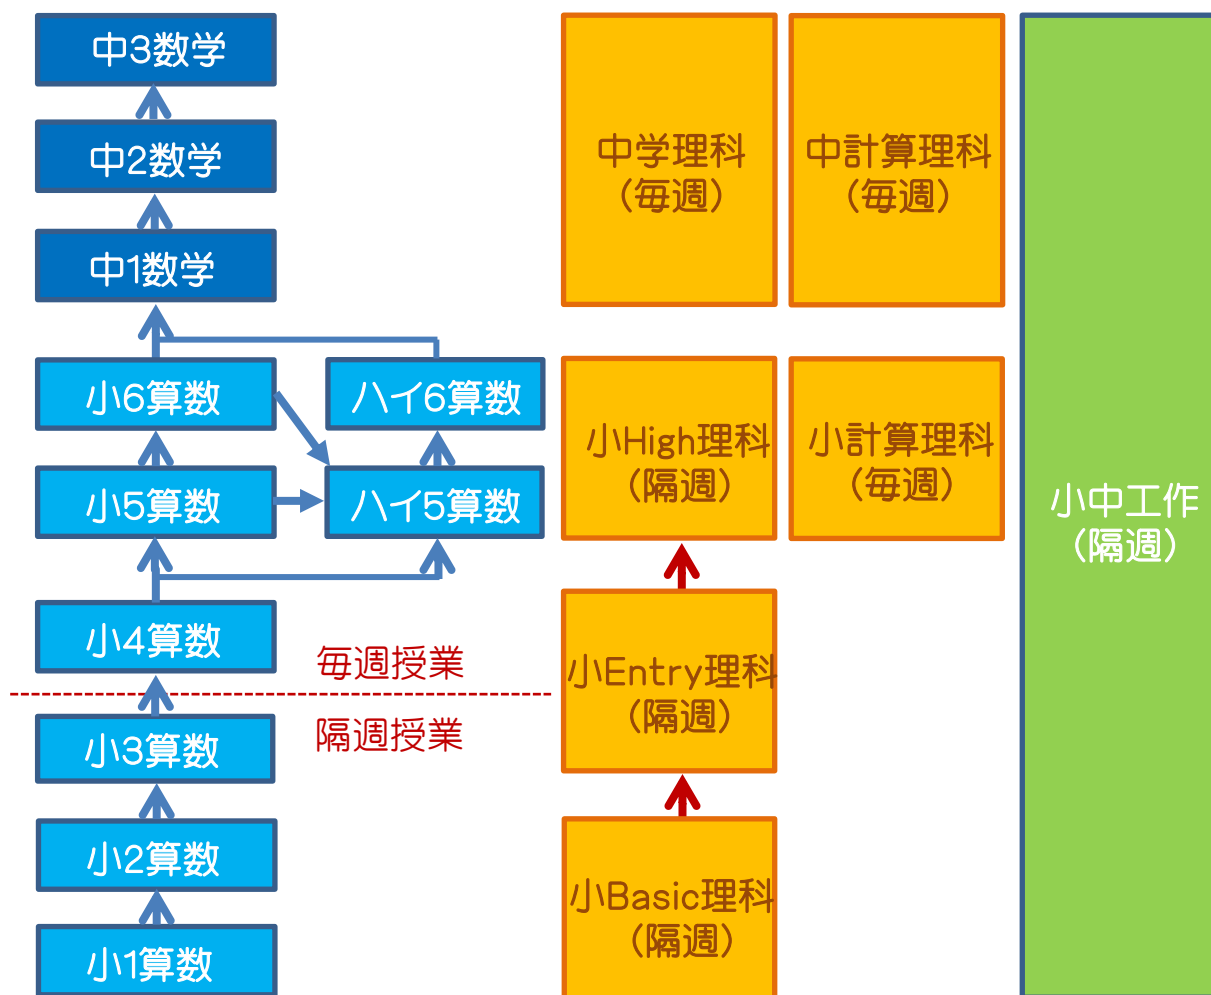 中3数学
中2数学
中1数学
小6算数
ハイ6算数
小5算数
ハイ5算数
小4算数
毎週授業
隔週授業
小3算数
小2算数
小1算数
中学理科
(毎週)
中計算理科
(毎週)
小High理科
(隔週)
小計算理科
(毎週)
小Entry理科
(隔週)
小Basic理科
(隔週)
小中工作
(隔週)